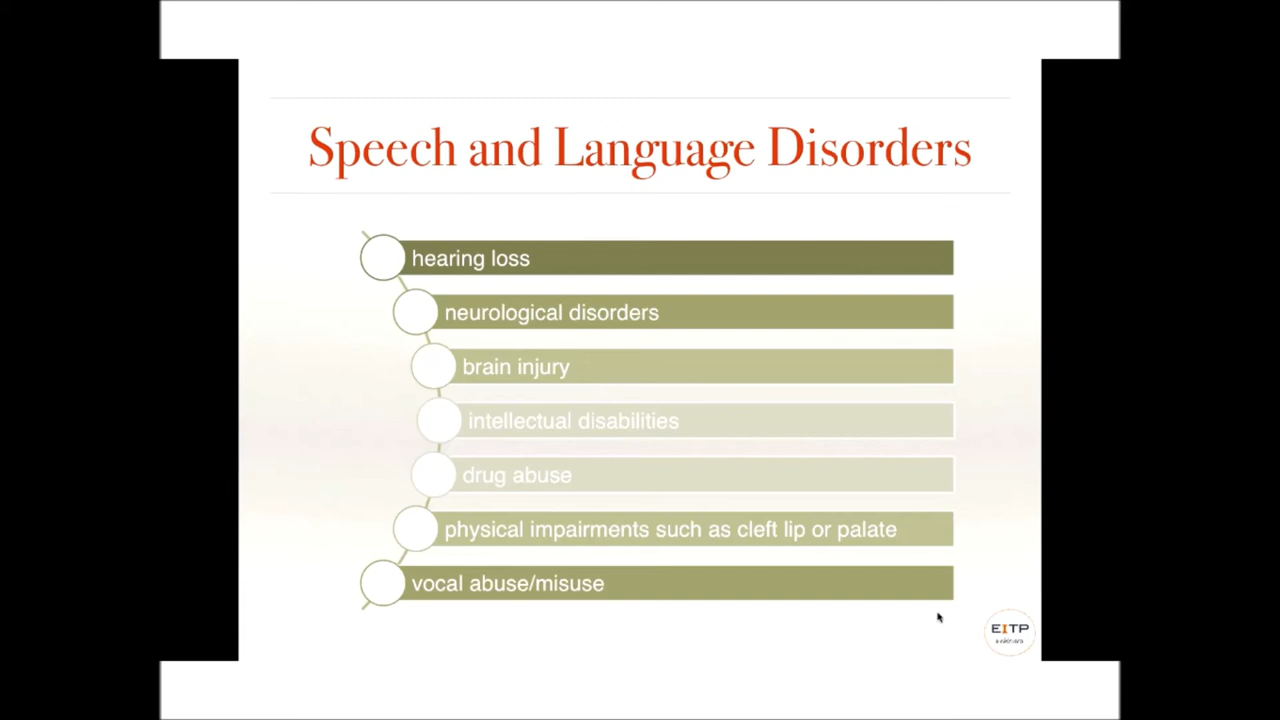 Speech and Language Disorders
hearing loss
neurological disorders
brain injury
intellectual disabilities
drug abuse
physical impairments such as cleft lip or palate
vocal abuse/misuse
EITP